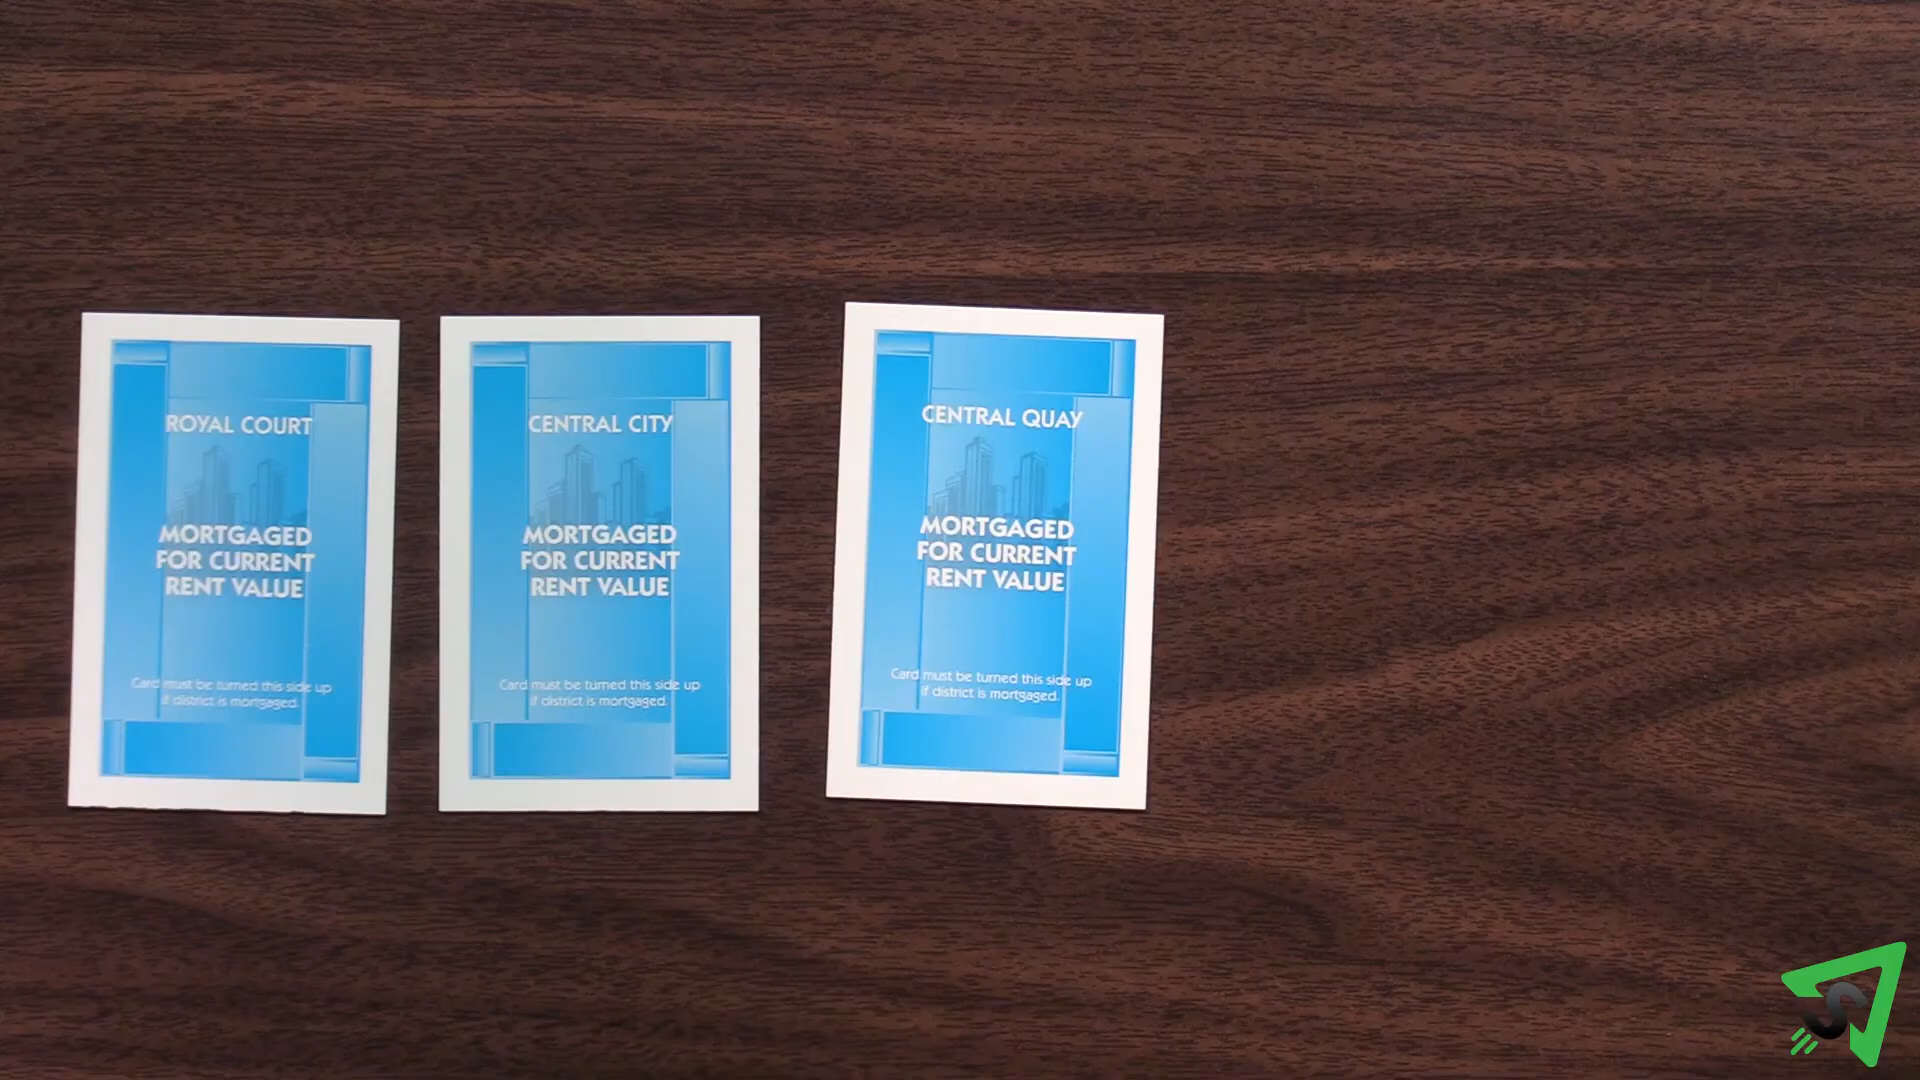 ROYAL COURT
MORTGAGED
FOR CURRENT
RENT VALUE
Card must be turned this side up
if district is mortgaged.
CENTRAL CITY
MORTGAGED
FOR CURRENT
RENT VALUE
Card must be turned this side up
if district is mortgaged.
CENTRAL QUAY
MORTGAGED
FOR CURRENT
RENT VALUE
Card must be turned this side up
if district is mortgaged.
S